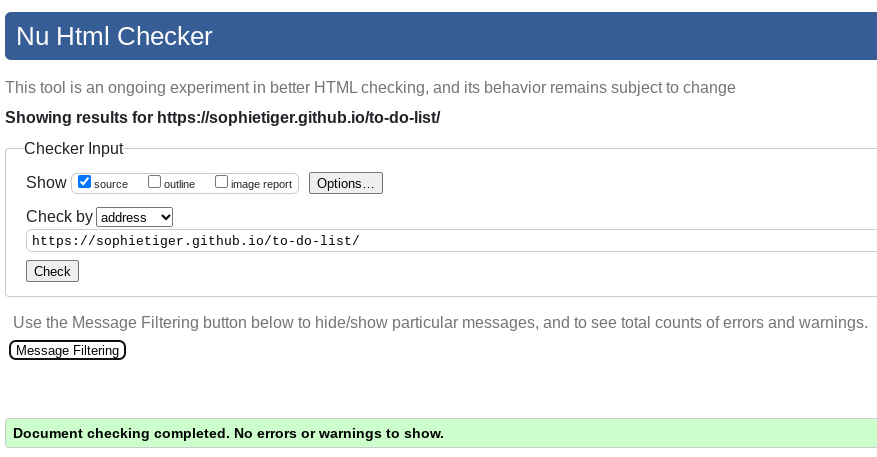 Nu Html Checker
This tool is an ongoing experiment in better HTML checking, and its behavior remains subject to change
Showing results for https://sophietiger.github.io/to-do-list/
Checker Input
Show source outline image report Options...
Check by address
https://sophietiger.github.io/to-do-list/
Check
Use the Message Filtering button below to hide/show particular messages, and to see total counts of errors and warnings.
Message Filtering
Document checking completed. No errors or warnings to show.